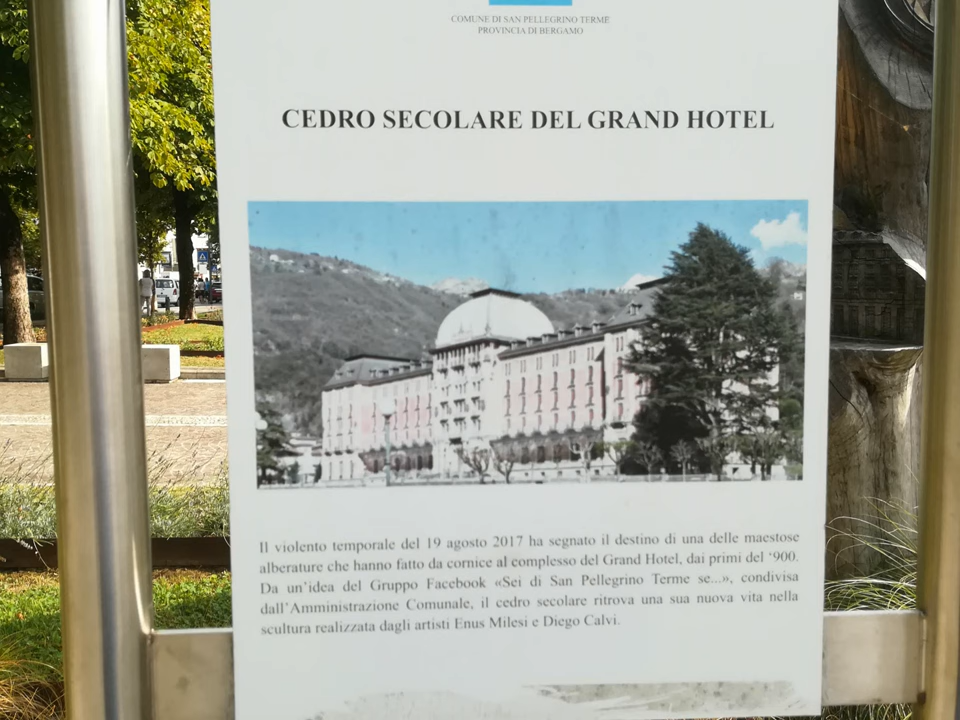 COMUNE DI SAN PELLEGRINO TERME
PROVINCIA DI BERGAMO
CEDRO SECOLARE DEL GRAND HOTEL
Il violento temporale del 19 agosto 2017 ha segnato il destino di una delle maestose
alberature che hanno fatto da cornice al complesso del Grand Hotel, dai primi del ‘900.
Da un’idea del Gruppo Facebook «Sei di San Pellegrino Terme se...», condivisa
dall’Amministrazione Comunale, il cedro secolare ritrova una sua nuova vita nella
scultura realizzata dagli artisti Enus Milesi e Diego Calvi.